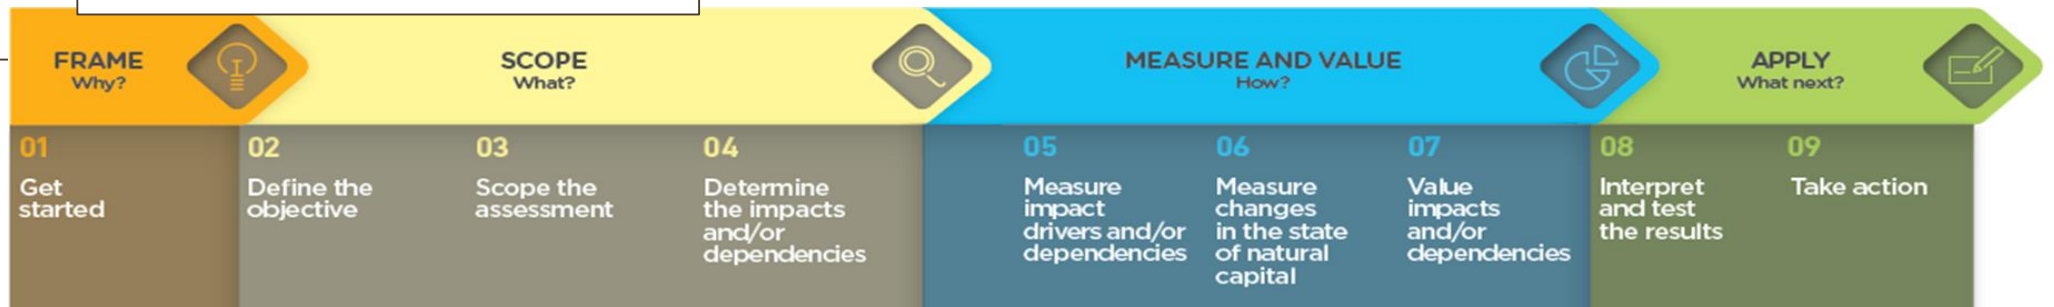 FRAME
Why?
SCOPE
What?
MEASURE AND VALUE
How?
APPLY
What next?
01
Get
started
02
Define the
objective
03
Scope the
assessment
04
Determine
the impacts
and/or
dependencies
05
Measure
impact
drivers and/or
dependencies
06
Measure
changes
in the state
of natural
capital
07
Value
impacts
and/or
dependencies
08
Interpret
and test
the results
09
Take action